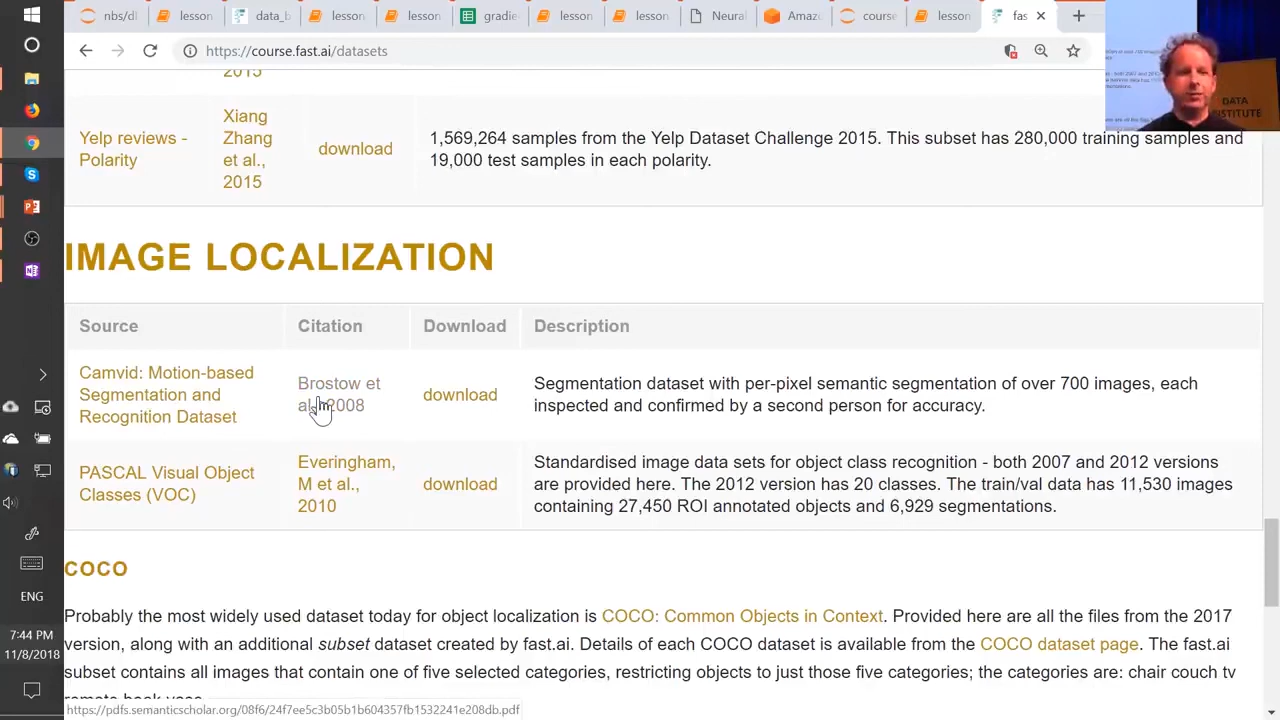 nbs/dl
lesson
data_b
lesson
lesson
gradie
lesson
lesson
Neural
Amazo
course
lesson
fas
https://course.fast.ai/datasets
2015
Yelp reviews -
Polarity
Xiang
Zhang
et al.,
2015
download
1,569,264 samples from the Yelp Dataset Challenge 2015. This subset has 280,000 training samples and
19,000 test samples in each polarity.
IMAGE LOCALIZATION
Source
Citation
Download
Description
Camvid: Motion-based
Segmentation and
Recognition Dataset
Brostow et
al., 2008
download
Segmentation dataset with per-pixel semantic segmentation of over 700 images, each
inspected and confirmed by a second person for accuracy.
PASCAL Visual Object
Classes (VOC)
Everingham,
M et al.,
2010
download
Standardised image data sets for object class recognition - both 2007 and 2012 versions
are provided here. The 2012 version has 20 classes. The train/val data has 11,530 images
containing 27,450 ROI annotated objects and 6,929 segmentations.
COCO
Probably the most widely used dataset today for object localization is COCO: Common Objects in Context. Provided here are all the files from the 2017
version, along with an additional subset dataset created by fast.ai. Details of each COCO dataset is available from the COCO dataset page. The fast.ai
subset contains all images that contain one of five selected categories, restricting objects to just those five categories; the categories are: chair couch tv
remote book vase.
https://pdfs.semanticscholar.org/08f6/24f7ee5c3b05b1b604357fb1532241e208db.pdf
ENG
7:44 PM
11/8/2018
DATA
INSTITUTE